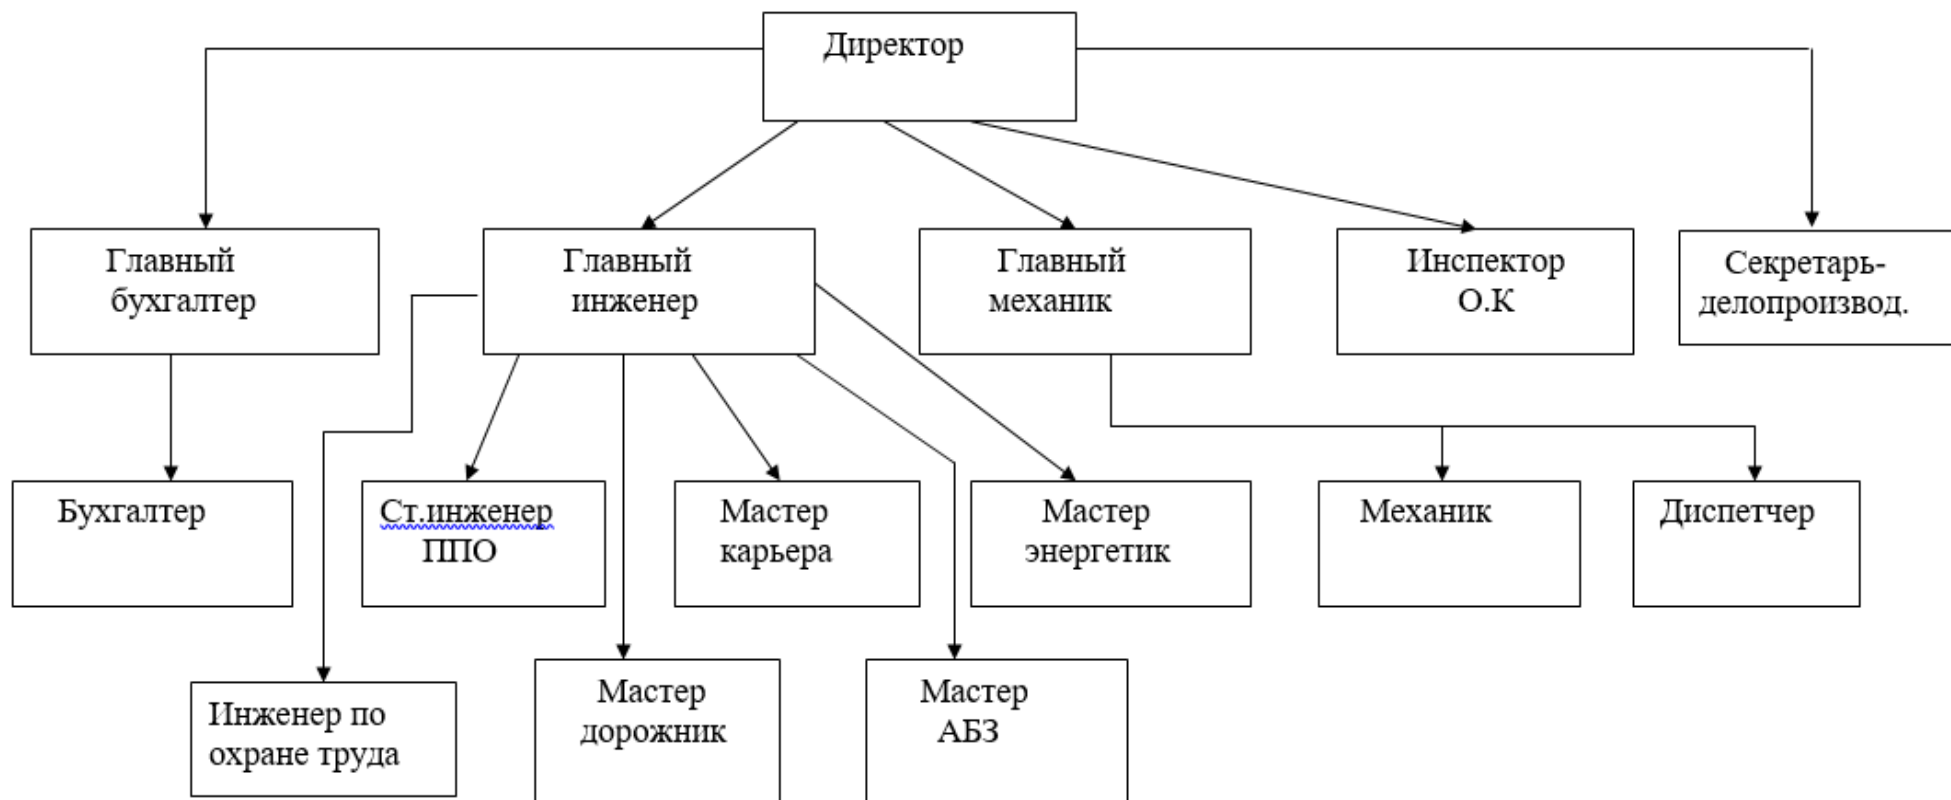 Директор
Главный
бухгалтер
Главный
инженер
Главный
механик
Инспектор
О.К
Секретарь-
делопроизвод.
Бухгалтер
Ст.инженер
ППО
Мастер
карьера
Мастер
энергетик
Механик
Диспетчер
Инженер по
охране труда
Мастер
дорожник
Мастер
АБЗ